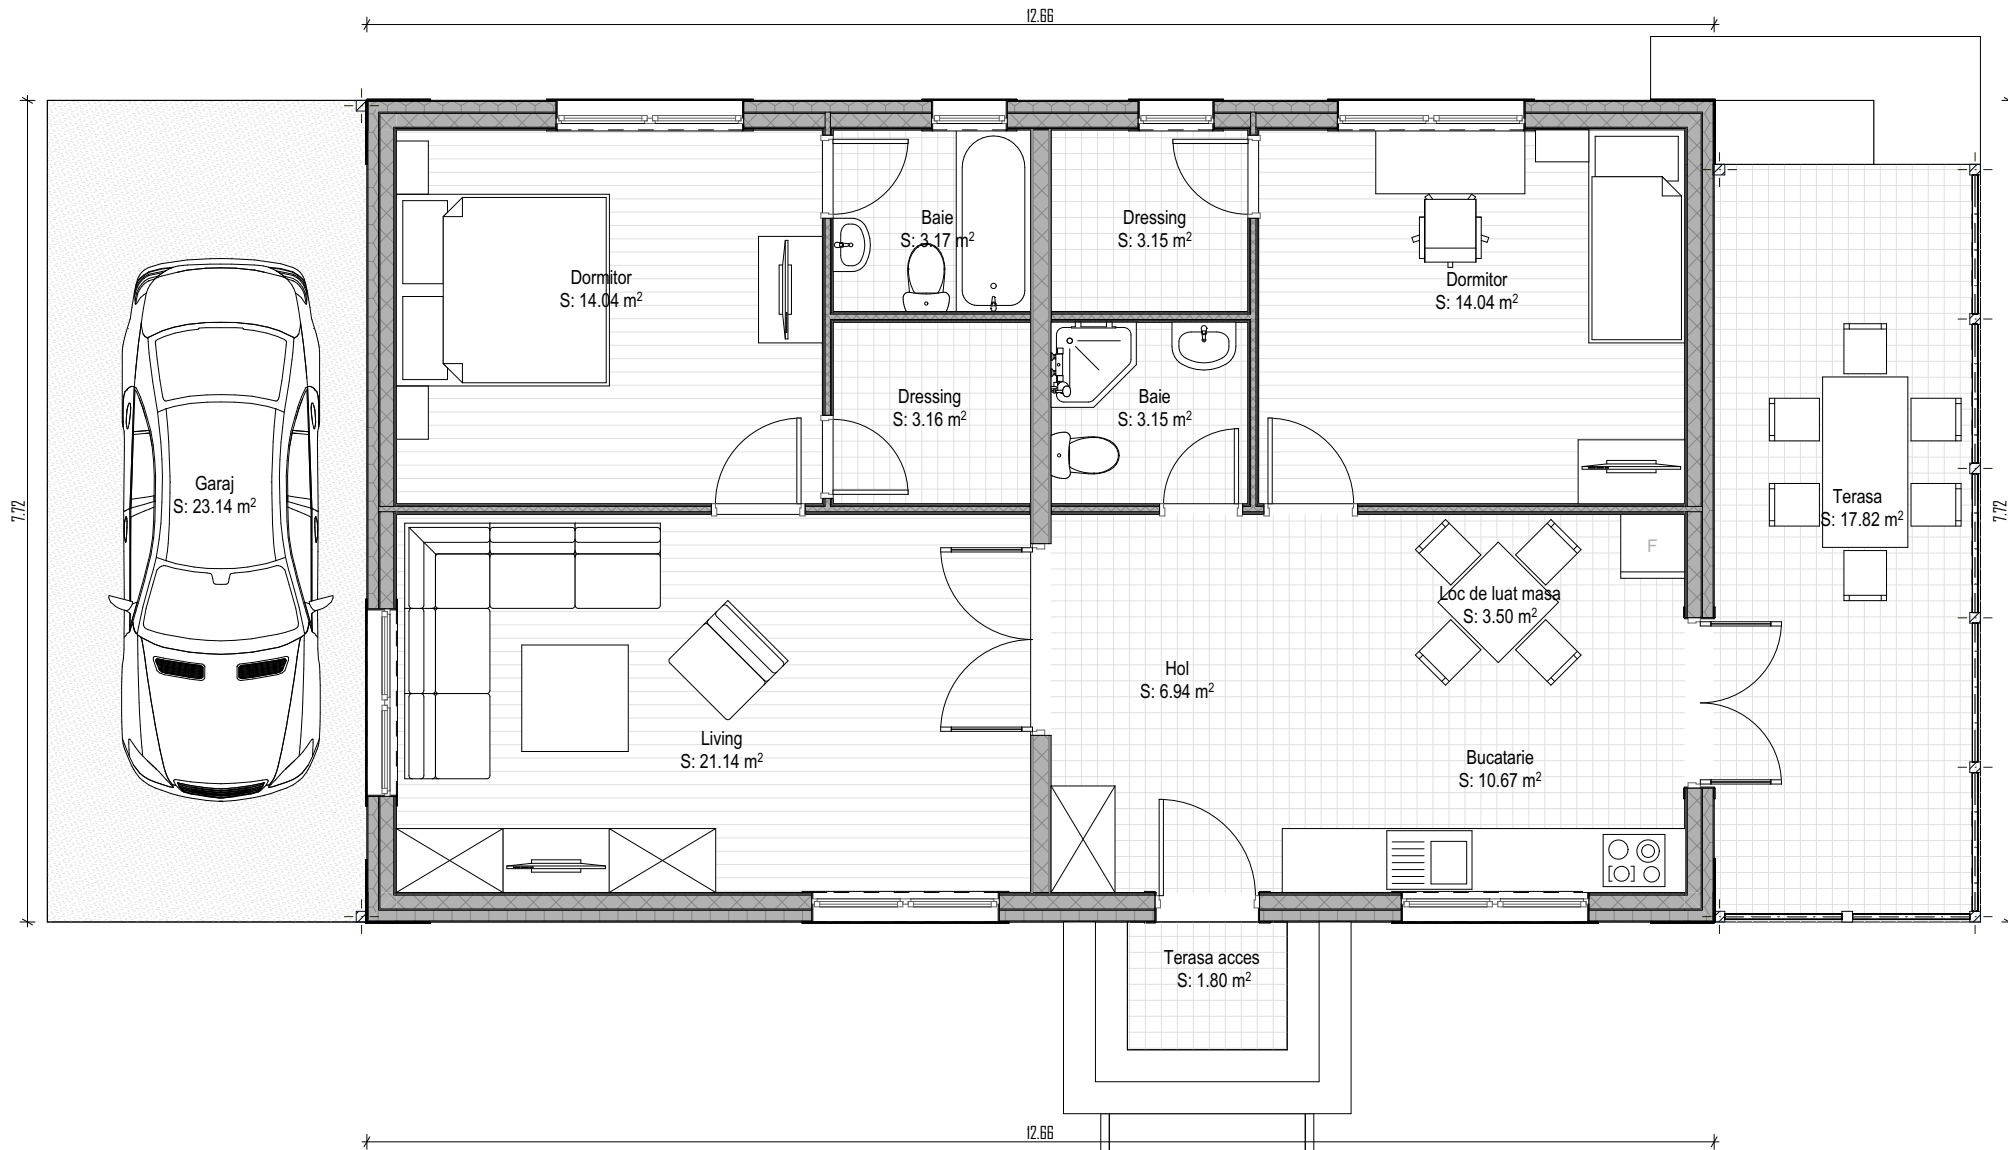 12.66
Baie
S: 3.17 m²
Dressing
S: 3.15 m²
Dormitor
S: 14.04 m²
Dormitor
S: 14.04 m²
Dressing
S: 3.16 m²
Baie
S: 3.15 m²
Garaj
S: 23.14 m²
Terasa
S: 17.82 m²
7.72
7.72
F
Loc de luat masa
S: 3.50 m²
Hol
S: 6.94 m²
Living
S: 21.14 m²
Bucatarie
S: 10.67 m²
Terasa acces
S: 1.80 m²
12.66